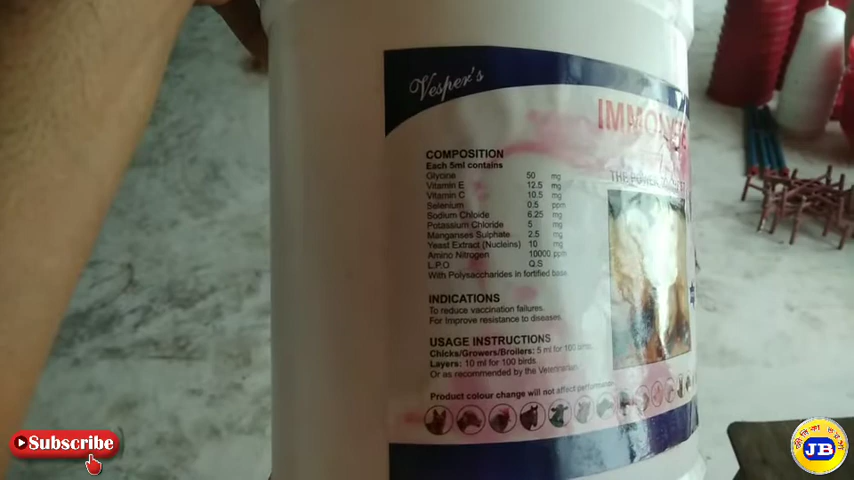 Vesper's
COMPOSITION
Each 5ml contains
Glycine 50 mg
Vitamin E 12.5 mg
Vitamin C 10.5 mg
Selenium 0.5 ppm
Sodium Chloide 6.25 mg
Potassium Chloride 5 mg
Manganses Sulphate 2.5 mg
Yeast Extract (Nucleins) 10 mg
Amino Nitrogen 10000 ppm
L.P.O Q.S
With Polysaccharides in fortified base
INDICATIONS
To reduce vaccination failures.
For Improve resistance to diseases.
USAGE INSTRUCTIONS
Chicks/Growers/Broilers: 5 ml for 100 birds.
Layers: 10 ml for 100 birds.
Or as recommended by the Veterinarian
Product colour change will not affect performance
THE POWER
Subscribe
JB